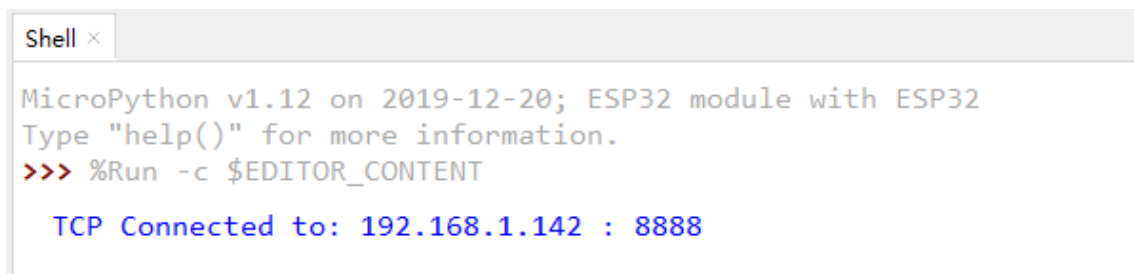 Shell ×
MicroPython v1.12 on 2019-12-20; ESP32 module with ESP32
Type "help()" for more information.
>>> %Run -c $EDITOR_CONTENT
TCP Connected to: 192.168.1.142 : 8888